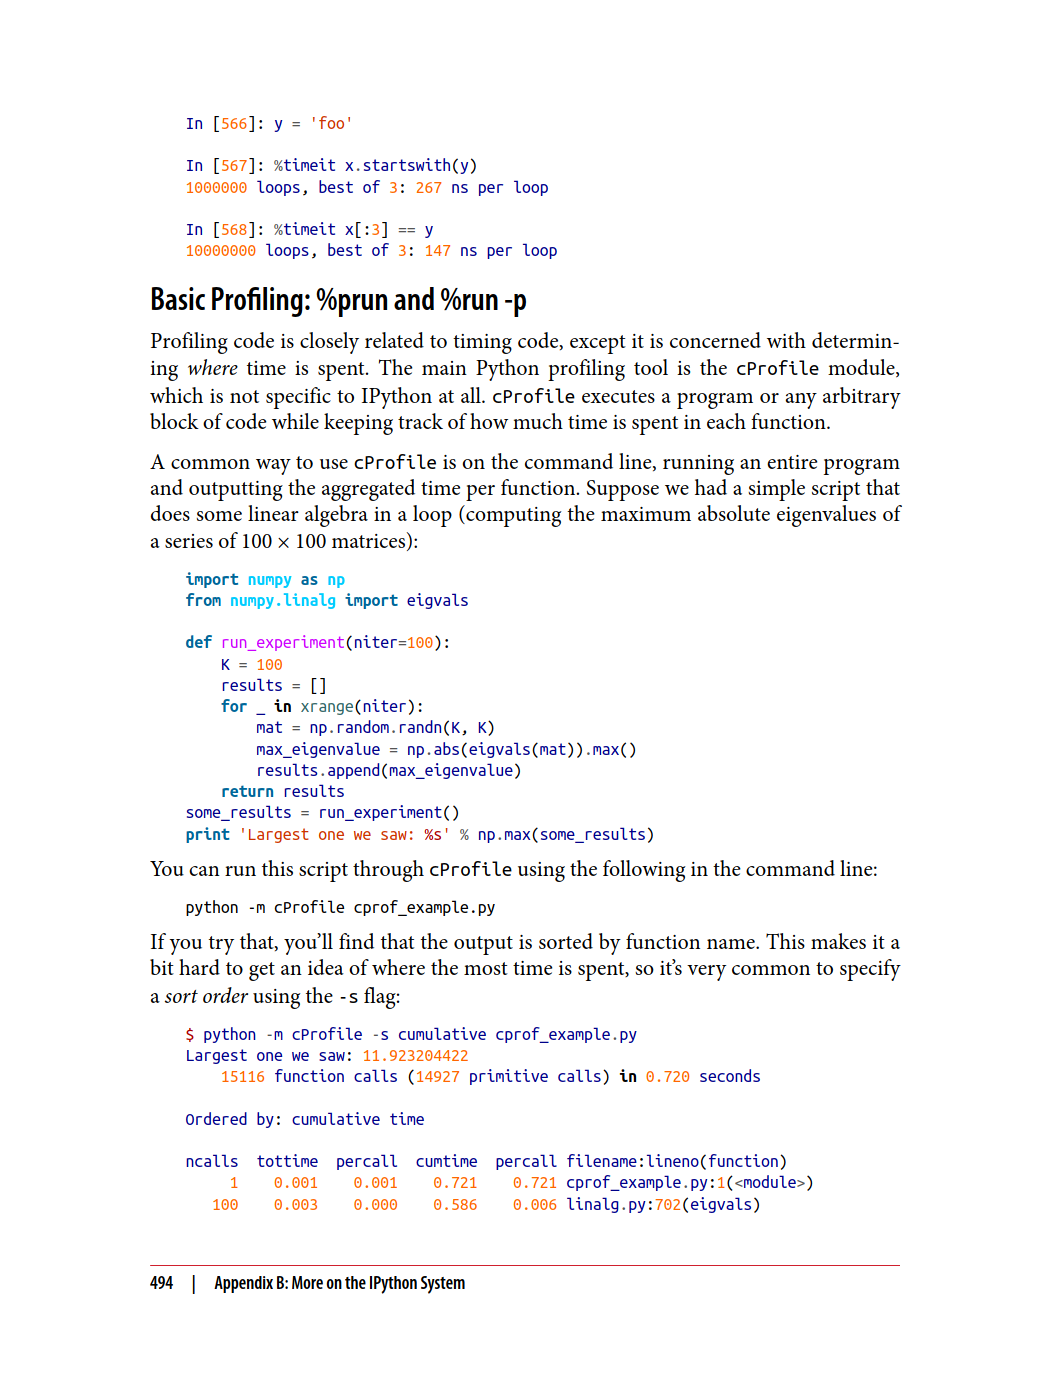 In [566]: y = 'foo'
In [567]: %timeit x.startswith(y)
1000000 loops, best of 3: 267 ns per loop
In [568]: %timeit x[:3] == y
10000000 loops, best of 3: 147 ns per loop
Basic Profiling: %prun and %run -p
Profiling code is closely related to timing code, except it is concerned with determin-
ing where time is spent. The main Python profiling tool is the cProfile module,
which is not specific to IPython at all. cProfile executes a program or any arbitrary
block of code while keeping track of how much time is spent in each function.
A common way to use cProfile is on the command line, running an entire program
and outputting the aggregated time per function. Suppose we had a simple script that
does some linear algebra in a loop (computing the maximum absolute eigenvalues of
a series of 100 × 100 matrices):
import numpy as np
from numpy.linalg import eigvals
def run_experiment(niter=100):
    K = 100
    results = []
    for _ in xrange(niter):
        mat = np.random.randn(K, K)
        max_eigenvalue = np.abs(eigvals(mat)).max()
        results.append(max_eigenvalue)
    return results
some_results = run_experiment()
print 'Largest one we saw: %s' % np.max(some_results)
You can run this script through cProfile using the following in the command line:
python -m cProfile cprof_example.py
If you try that, you’ll find that the output is sorted by function name. This makes it a
bit hard to get an idea of where the most time is spent, so it’s very common to specify
a sort order using the -s flag:
$ python -m cProfile -s cumulative cprof_example.py
Largest one we saw: 11.923204422
    15116 function calls (14927 primitive calls) in 0.720 seconds
Ordered by: cumulative time
ncalls  tottime  percall  cumtime  percall filename:lineno(function)
     1    0.001    0.001    0.721    0.721 cprof_example.py:1(<module>)
   100    0.003    0.000    0.586    0.006 linalg.py:702(eigvals)
494 | Appendix B: More on the IPython System